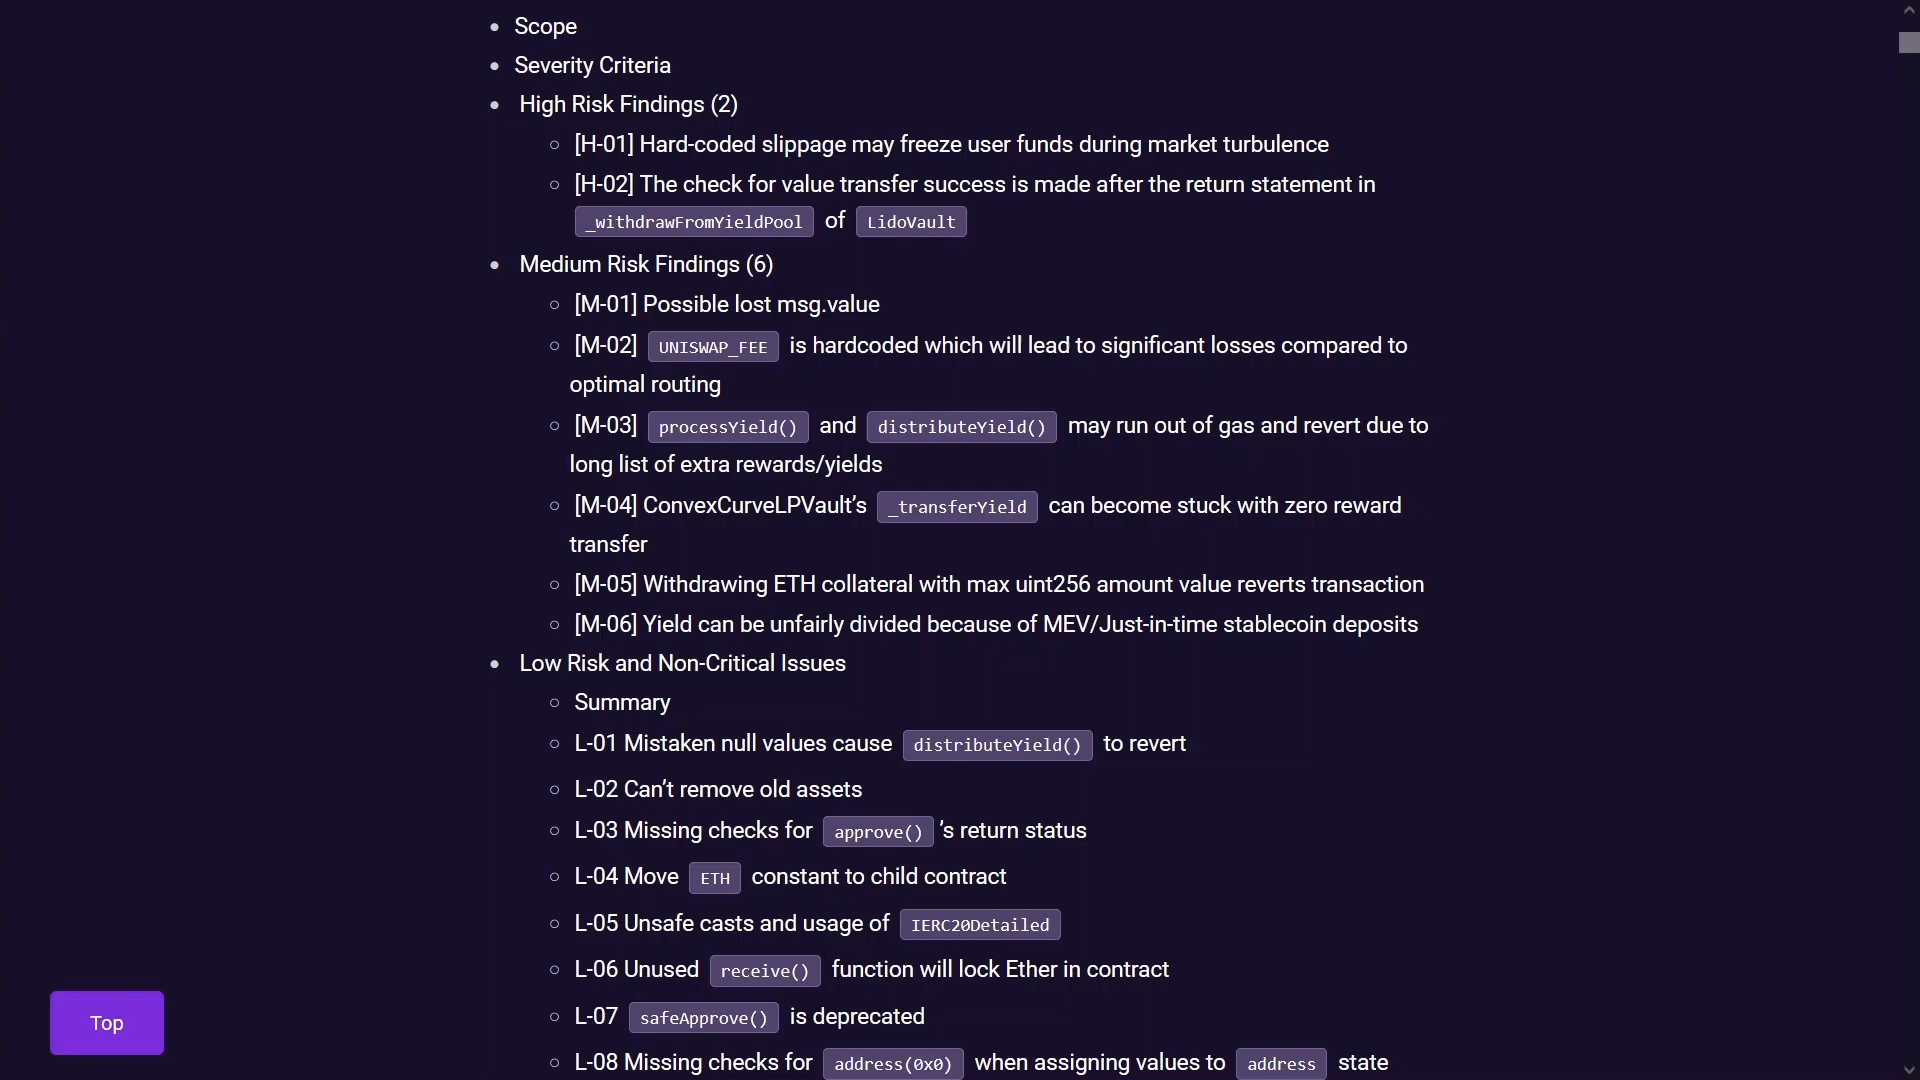 Scope
Severity Criteria
High Risk Findings (2)
[H-01] Hard-coded slippage may freeze user funds during market turbulence
[H-02] The check for value transfer success is made after the return statement in
_withdrawFromYieldPool of LidoVault
Medium Risk Findings (6)
[M-01] Possible lost msg.value
[M-02] UNISWAP_FEE is hardcoded which will lead to significant losses compared to
optimal routing
[M-03] processYield() and distributeYield() may run out of gas and revert due to
long list of extra rewards/yields
[M-04] ConvexCurveLPVault’s _transferYield can become stuck with zero reward
transfer
[M-05] Withdrawing ETH collateral with max uint256 amount value reverts transaction
[M-06] Yield can be unfairly divided because of MEV/Just-in-time stablecoin deposits
Low Risk and Non-Critical Issues
Summary
L-01 Mistaken null values cause distributeYield() to revert
L-02 Can’t remove old assets
L-03 Missing checks for approve() ’s return status
L-04 Move ETH constant to child contract
L-05 Unsafe casts and usage of IERC20Detailed
L-06 Unused receive() function will lock Ether in contract
L-07 safeApprove() is deprecated
L-08 Missing checks for address(0x0) when assigning values to address state
Top